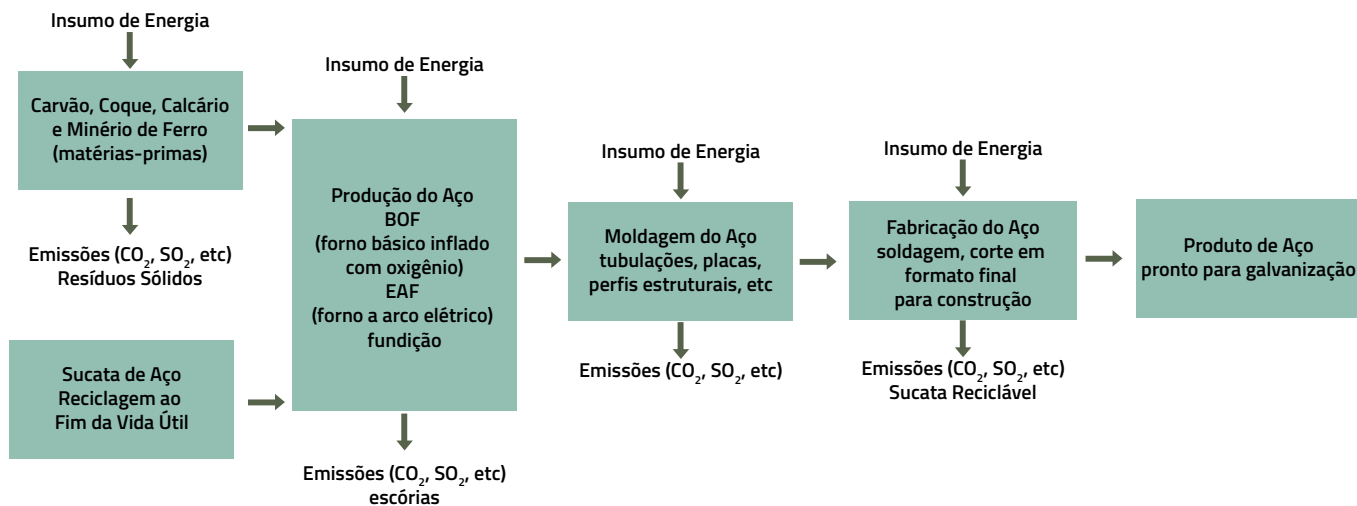 Insumo de Energia
Carvão, Coque, Calcário
e Minério de Ferro
(matérias-primas)
Emissões (CO₂, SO₂, etc)
Resíduos Sólidos
Sucata de Aço
Reciclagem ao
Fim da Vida Útil
Insumo de Energia
Produção do Aço
BOF
(forno básico inflado
com oxigênio)
EAF
(forno a arco elétrico)
fundição
Emissões (CO₂, SO₂, etc)
escórias
Insumo de Energia
Moldagem do Aço
tubulações, placas,
perfis estruturais, etc
Emissões (CO₂, SO₂, etc)
Insumo de Energia
Fabricação do Aço
soldagem, corte em
formato final
para construção
Emissões (CO₂, SO₂, etc)
Sucata Reciclável
Produto de Aço
pronto para galvanização